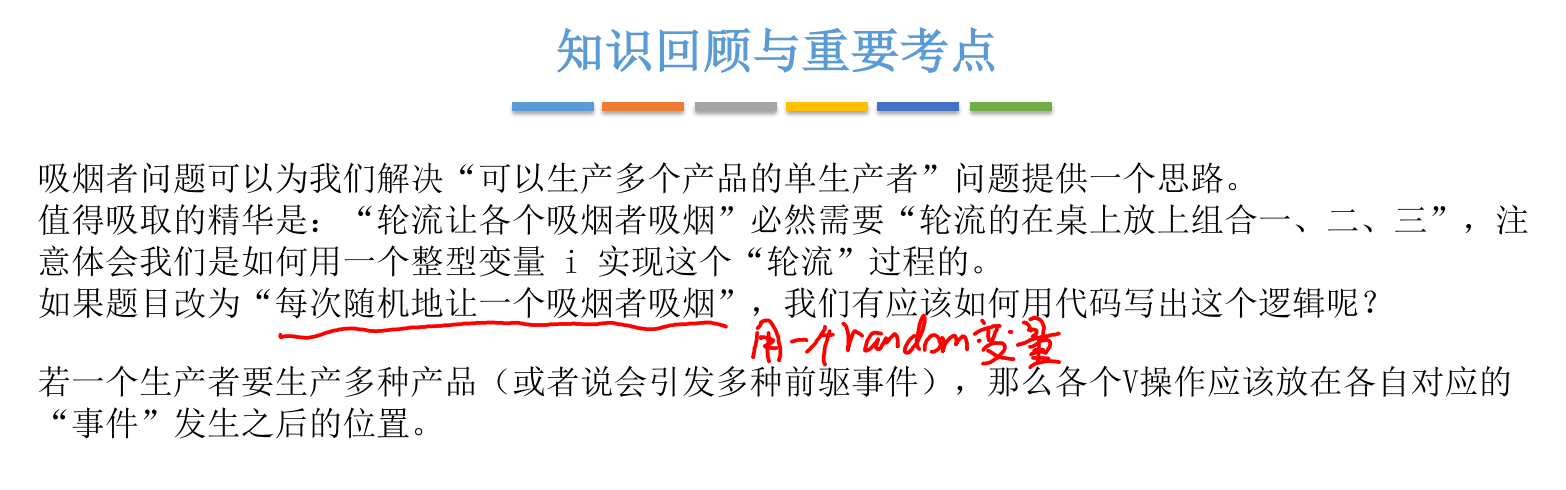 知识回顾与重要考点
吸烟者问题可以为我们解决“可以生产多个产品的单生产者”问题提供一个思路。
值得吸取的精华是：“轮流让各个吸烟者吸烟”必然需要“轮流的在桌上放上组合一、二、三”，注
意体会我们是如何用一个整型变量 i 实现这个“轮流”过程的。
如果题目改为“每次随机地让一个吸烟者吸烟”，我们有应该如何用代码写出这个逻辑呢？
用一个random变量
若一个生产者要生产多种产品（或者说会引发多种前驱事件），那么各个V操作应该放在各自对应的
“事件”发生之后的位置。